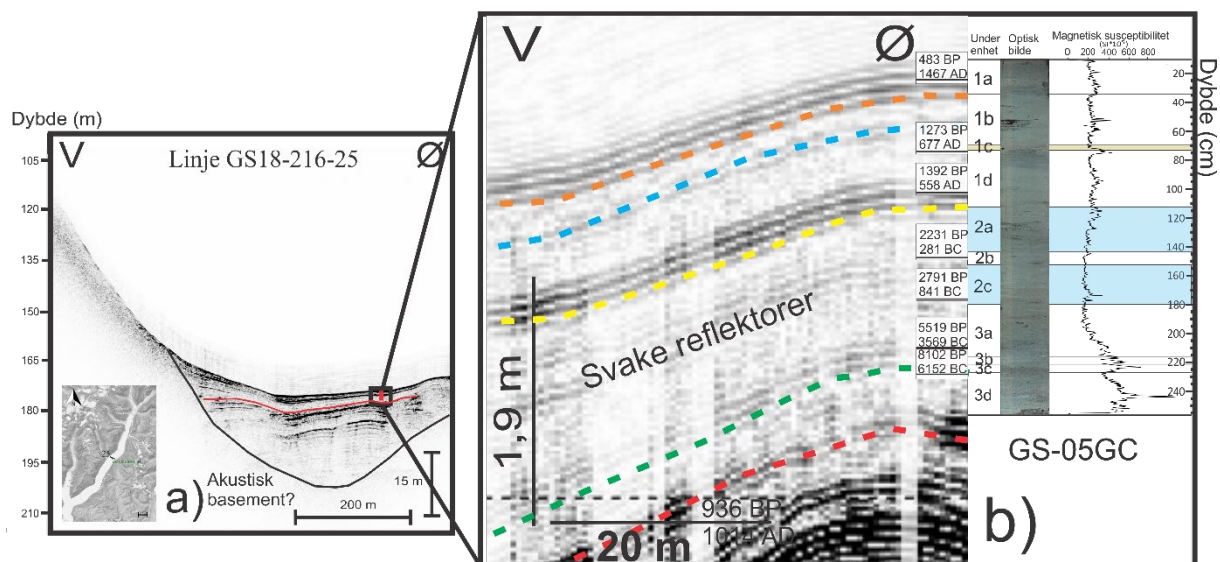 Dybde (m)
V
Linje GS18-216-25
Ø
105
120
135
150
165
180
195
210
25
a)
Akustisk
basement?
15 m
200 m
V
Ø
Svake reflektorer
1,9 m
20 m
936 BP
1014 AD
483 BP
1467 AD
1273 BP
677 AD
1392 BP
558 AD
2231 BP
281 BC
2791 BP
841 BC
5519 BP
3569 BC
8102 BP
6152 BC
Under
enhet
Optisk
bilde
Magnetisk susceptibilitet
(SI*10⁵)
0 200 400 600 800
1a
1b
1c
1d
2a
2b
2c
3a
3b
3c
3d
20
40
60
80
100
120
140
160
180
200
220
240
Dybde (cm)
GS-05GC
b)